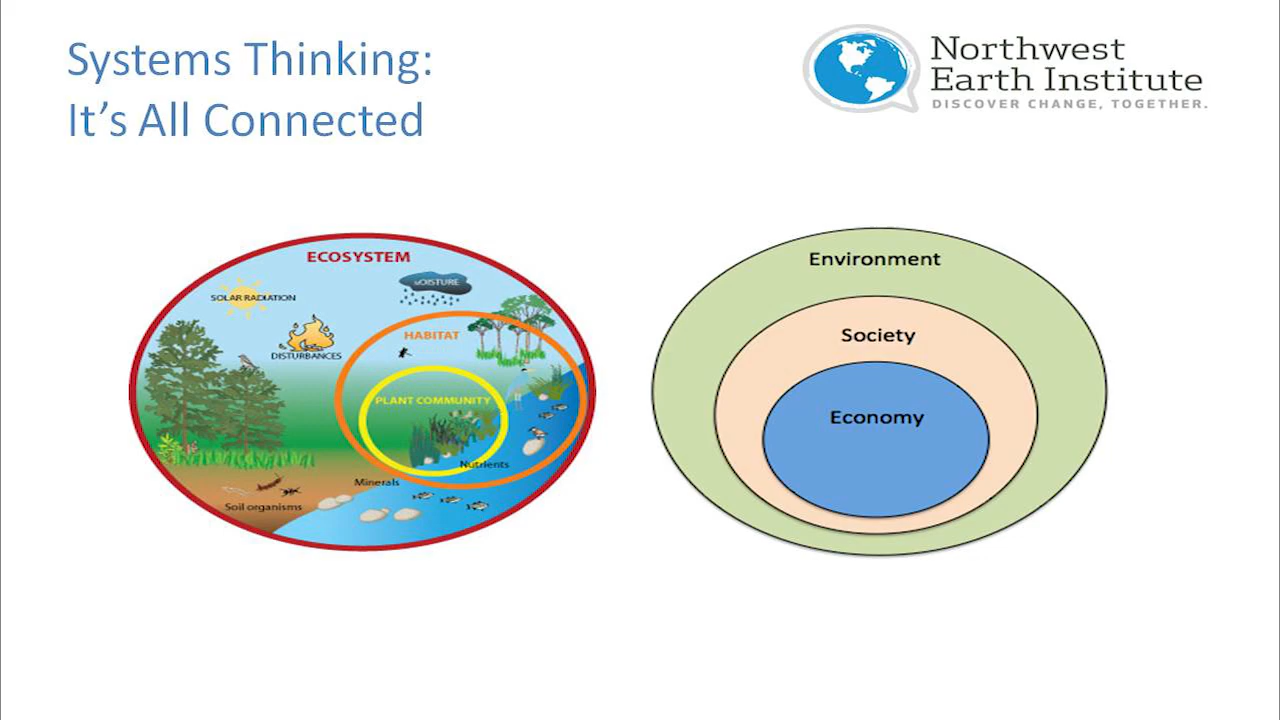 Systems Thinking:
It's All Connected
Northwest
Earth Institute
DISCOVER CHANGE, TOGETHER.
ECOSYSTEM
SOLAR RADIATION
MOISTURE
DISTURBANCES
HABITAT
PLANT COMMUNITY
Nutrients
Minerals
Soil organisms
Environment
Society
Economy